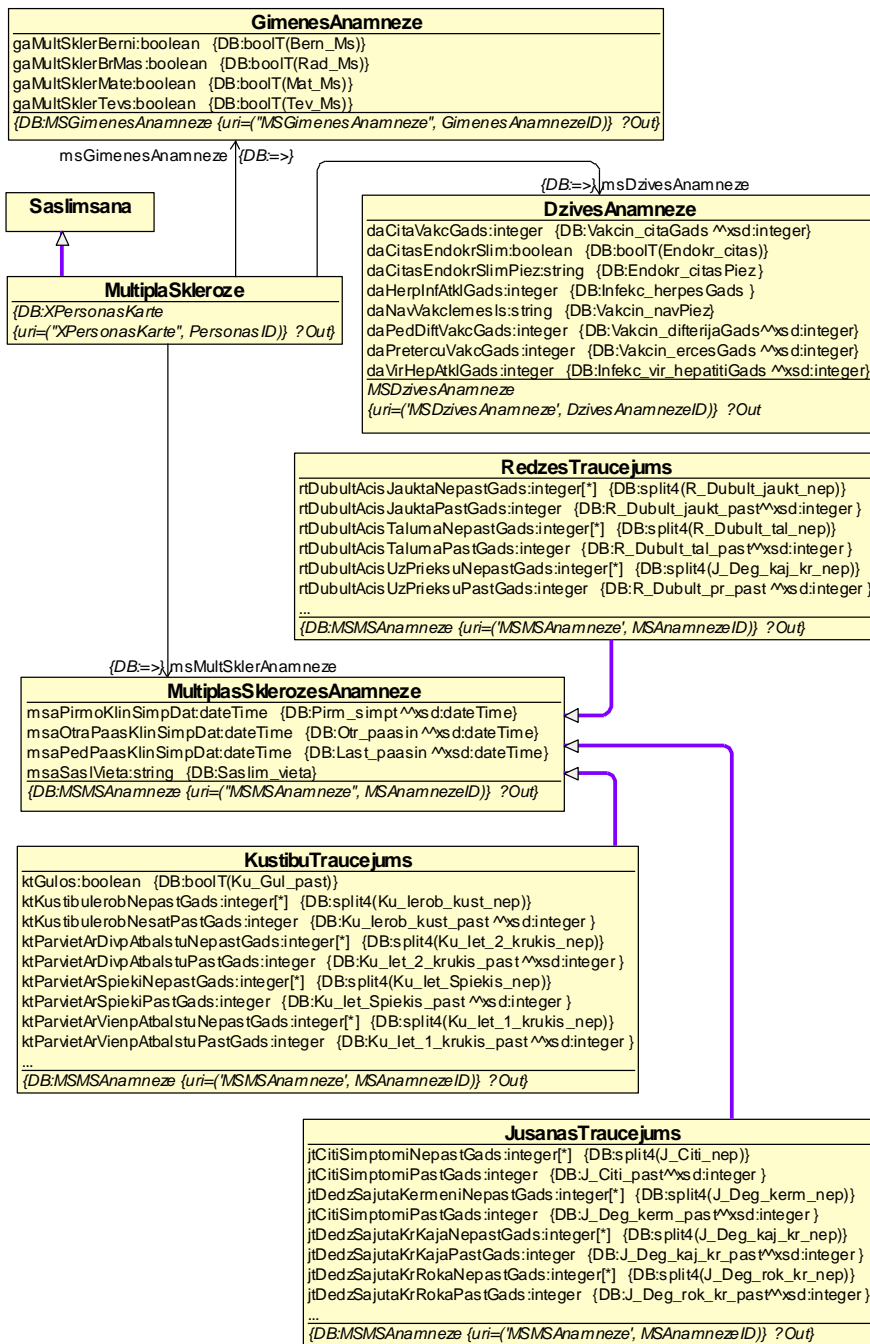 GimenesAnamneze
gaMultSklerBerni:boolean {DB:boolT(Bern_Ms)}
gaMultSklerBrMas:boolean {DB:boolT(Rad_Ms)}
gaMultSklerMate:boolean {DB:boolT(Mat_Ms)}
gaMultSklerTevs:boolean {DB:boolT(Tev_Ms)}
{DB:MSGimenesAnamneze {uri=("MSGimenesAnamneze", GimenesAnamnezeID)} ?Out}
msGimenesAnamneze {DB:=>}
{DB:=>} msDzivesAnamneze
Saslimsana
DzivesAnamneze
daCitaVakcGads:integer {DB:Vakcin_citaGads ^^xsd:integer}
daCitasEndokrSlim:boolean {DB:boolT(Endokr_citas)}
daCitasEndokrSlimPiez:string {DB:Endokr_citasPiez }
daHerpInfAtklGads:integer {DB:Infekc_herpesGads }
daNavVakcIemesls:string {DB:Vakcin_navPiez}
daPedDiftVakcGads:integer {DB:Vakcin_difterijaGads^^xsd:integer}
daPretercuVakcGads:integer {DB:Vakcin_ercesGads ^^xsd:integer}
daVirHepAtklGads:integer {DB:Infekc_vir_hepatitiGads ^^xsd:integer}
MSDzivesAnamneze
{uri=('MSDzivesAnamneze', DzivesAnamnezeID)} ?Out
MultiplaSkleroze
{DB:XPersonasKarte
{uri=("XPersonasKarte", PersonasID)} ?Out}
RedzesTraucejums
rtDubultAcisJauktaNepastGads:integer[*] {DB:split4(R_Dubult_jaukt_nep)}
rtDubultAcisJauktaPastGads:integer {DB:R_Dubult_jaukt_past^^xsd:integer }
rtDubultAcisTalumaNepastGads:integer[*] {DB:split4(R_Dubult_tal_nep)}
rtDubultAcisTalumaPastGads:integer {DB:R_Dubult_tal_past^^xsd:integer }
rtDubultAcisUzPrieksuNepastGads:integer[*] {DB:split4(J_Deg_kaj_kr_nep)}
rtDubultAcisUzPrieksuPastGads:integer {DB:R_Dubult_pr_past ^^xsd:integer }
...
{DB:MSMSAnamneze {uri=('MSMSAnamneze', MSAnamnezeID)} ?Out}
{DB:=>} msMultSklerAnamneze
MultiplasSklerozesAnamneze
msaPirmoKlinSimpDat:dateTime {DB:Pirm_simpt ^^xsd:dateTime}
msaOtraPaasKlinSimpDat:dateTime {DB:Otr_paasin ^^xsd:dateTime}
msaPedPaasKlinSimpDat:dateTime {DB:Last_paasin ^^xsd:dateTime}
msaSaslVieta:string {DB:Saslim_vieta}
{DB:MSMSAnamneze {uri=("MSMSAnamneze", MSAnamnezeID)} ?Out}
KustibuTraucejums
ktGulos:boolean {DB:boolT(Ku_Gul_past)}
ktKustibuIerobNepastGads:integer[*] {DB:split4(Ku_Ierob_kust_nep)}
ktKustibuIerobNesatPastGads:integer {DB:Ku_Ierob_kust_past ^^xsd:integer }
ktParvietArDivpAtbalstuNepastGads:integer[*] {DB:split4(Ku_Iet_2_krukis_nep)}
ktParvietArDivpAtbalstuPastGads:integer {DB:Ku_Iet_2_krukis_past ^^xsd:integer }
ktParvietArSpiekiNepastGads:integer[*] {DB:split4(Ku_Iet_Spiekis_nep)}
ktParvietArSpiekiPastGads:integer {DB:Ku_Iet_Spiekis_past ^^xsd:integer }
ktParvietArVienpAtbalstuNepastGads:integer[*] {DB:split4(Ku_Iet_1_krukis_nep)}
ktParvietArVienpAtbalstuPastGads:integer {DB:Ku_Iet_1_krukis_past ^^xsd:integer }
...
{DB:MSMSAnamneze {uri=('MSMSAnamneze', MSAnamnezeID)} ?Out}
JusanasTraucejums
jtCitiSimptomiNepastGads:integer[*] {DB:split4(J_Citi_nep)}
jtCitiSimptomiPastGads:integer {DB:J_Citi_past^^xsd:integer }
jtDedzSajutaKermeniNepastGads:integer[*] {DB:split4(J_Deg_kerm_nep)}
jtCitiSimptomiPastGads:integer {DB:J_Deg_kerm_past^^xsd:integer }
jtDedzSajutaKrKajaNepastGads:integer[*] {DB:split4(J_Deg_kaj_kr_nep)}
jtDedzSajutaKrKajaPastGads:integer {DB:J_Deg_kaj_kr_past^^xsd:integer }
jtDedzSajutaKrRokaNepastGads:integer[*] {DB:split4(J_Deg_rok_kr_nep)}
jtDedzSajutaKrRokaPastGads:integer {DB:J_Deg_rok_kr_past^^xsd:integer }
...
{DB:MSMSAnamneze {uri=('MSMSAnamneze', MSAnamnezeID)} ?Out}